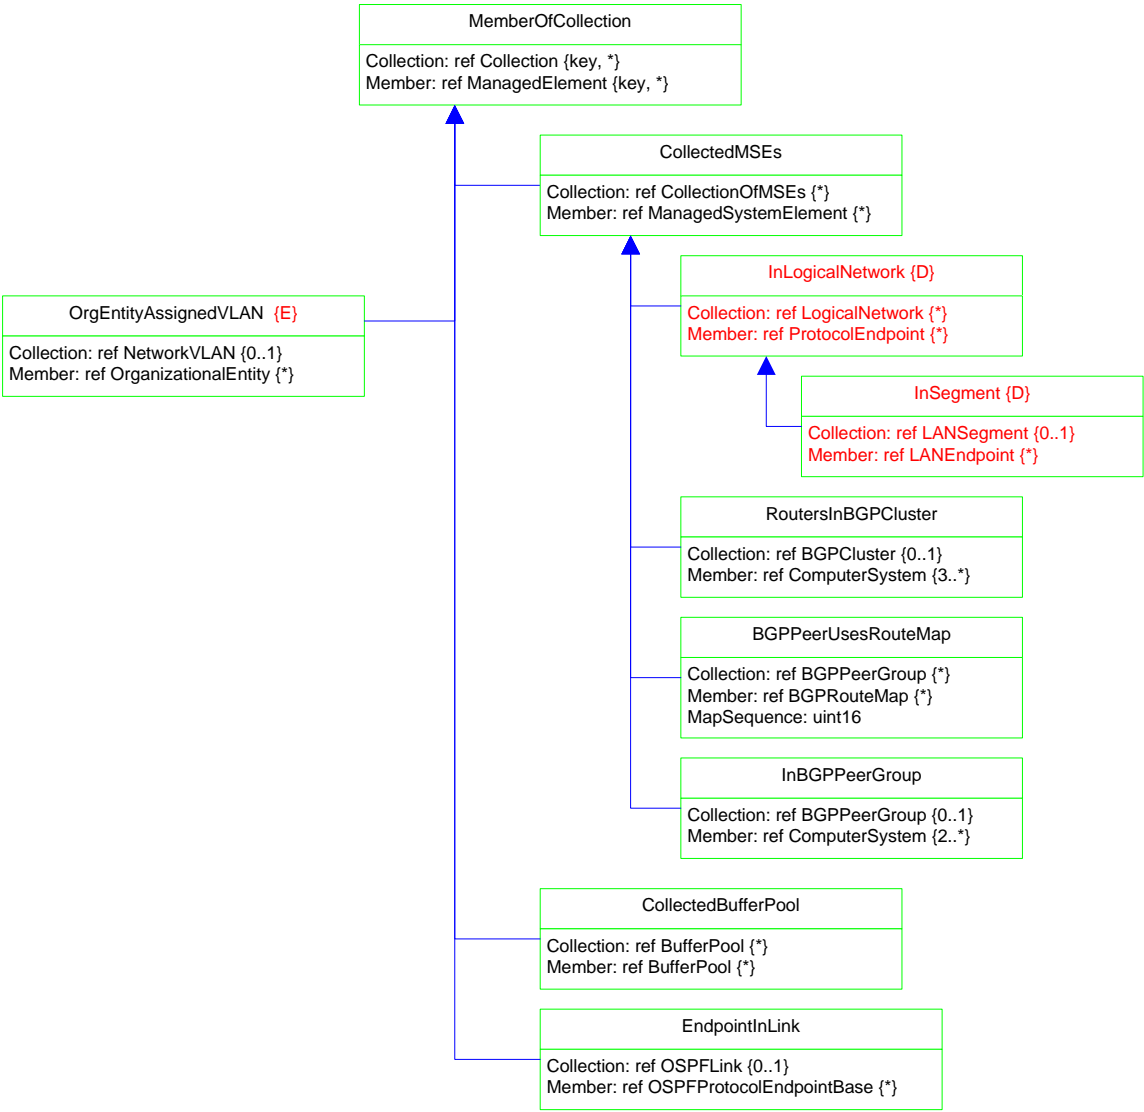 MemberOfCollection
Collection: ref Collection {key, *}
Member: ref ManagedElement {key, *}
CollectedMSEs
Collection: ref CollectionOfMSEs {*}
Member: ref ManagedSystemElement {*}
InLogicalNetwork {D}
Collection: ref LogicalNetwork {*}
Member: ref ProtocolEndpoint {*}
OrgEntityAssignedVLAN {E}
Collection: ref NetworkVLAN {0..1}
Member: ref OrganizationalEntity {*}
InSegment {D}
Collection: ref LANSegment {0..1}
Member: ref LANEndpoint {*}
RoutersInBGPCluster
Collection: ref BGPCluster {0..1}
Member: ref ComputerSystem {3..*}
BGPPeerUsesRouteMap
Collection: ref BGPPeerGroup {*}
Member: ref BGPRouteMap {*}
MapSequence: uint16
InBGPPeerGroup
Collection: ref BGPPeerGroup {0..1}
Member: ref ComputerSystem {2..*}
CollectedBufferPool
Collection: ref BufferPool {*}
Member: ref BufferPool {*}
EndpointInLink
Collection: ref OSPFLink {0..1}
Member: ref OSPFProtocolEndpointBase {*}